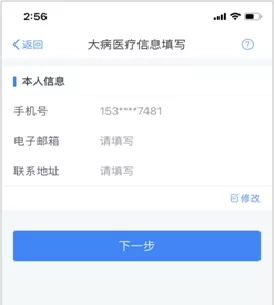 2:56
返回 大病医疗信息填写
本人信息
手机号 153****7481
电子邮箱 请填写
联系地址 请填写
修改
下一步